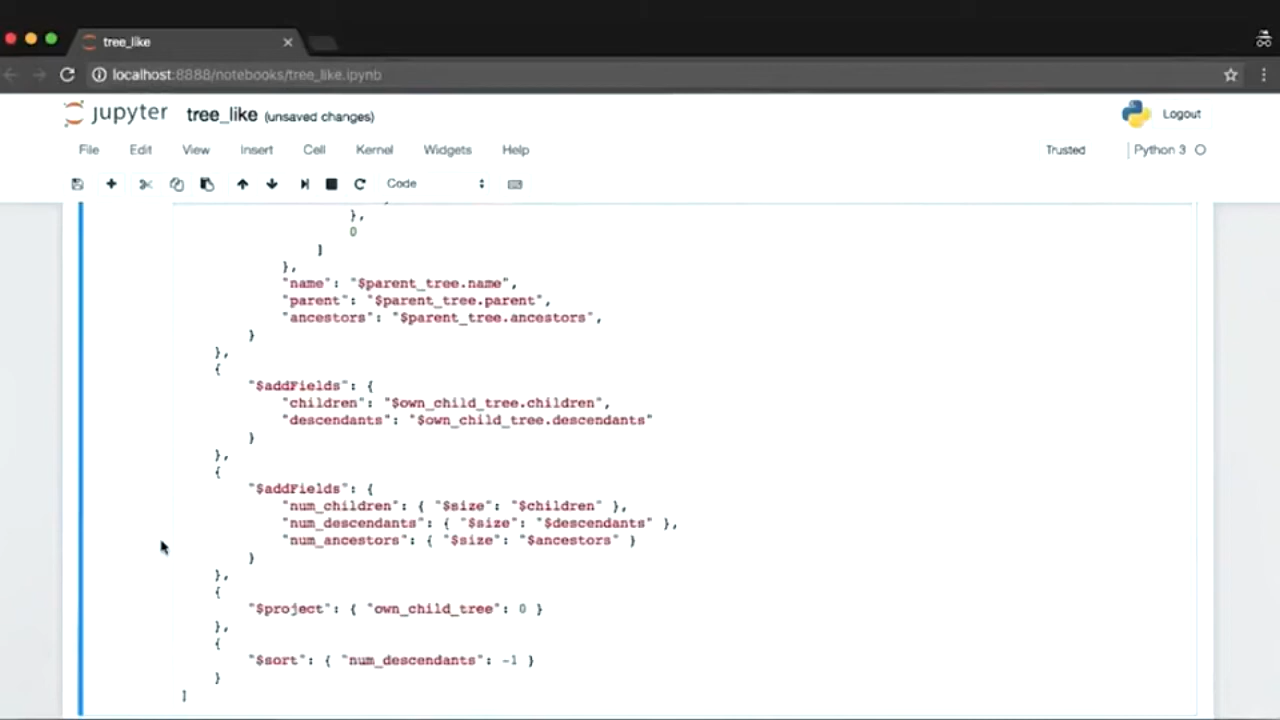 tree_like
localhost:8888/notebooks/tree_like.ipynb
jupyter tree_like (unsaved changes) Logout
File Edit View Insert Cell Kernel Widgets Help Trusted Python 3
Code
},
0
]
},
"name": "$parent_tree.name",
"parent": "$parent_tree.parent",
"ancestors": "$parent_tree.ancestors",
}
},
{
"$addFields": {
"children": "$own_child_tree.children",
"descendants": "$own_child_tree.descendants"
}
},
{
"$addFields": {
"num_children": { "$size": "$children" },
"num_descendants": { "$size": "$descendants" },
"num_ancestors": { "$size": "$ancestors" }
}
},
{
"$project": { "own_child_tree": 0 }
},
{
"$sort": { "num_descendants": -1 }
}
]